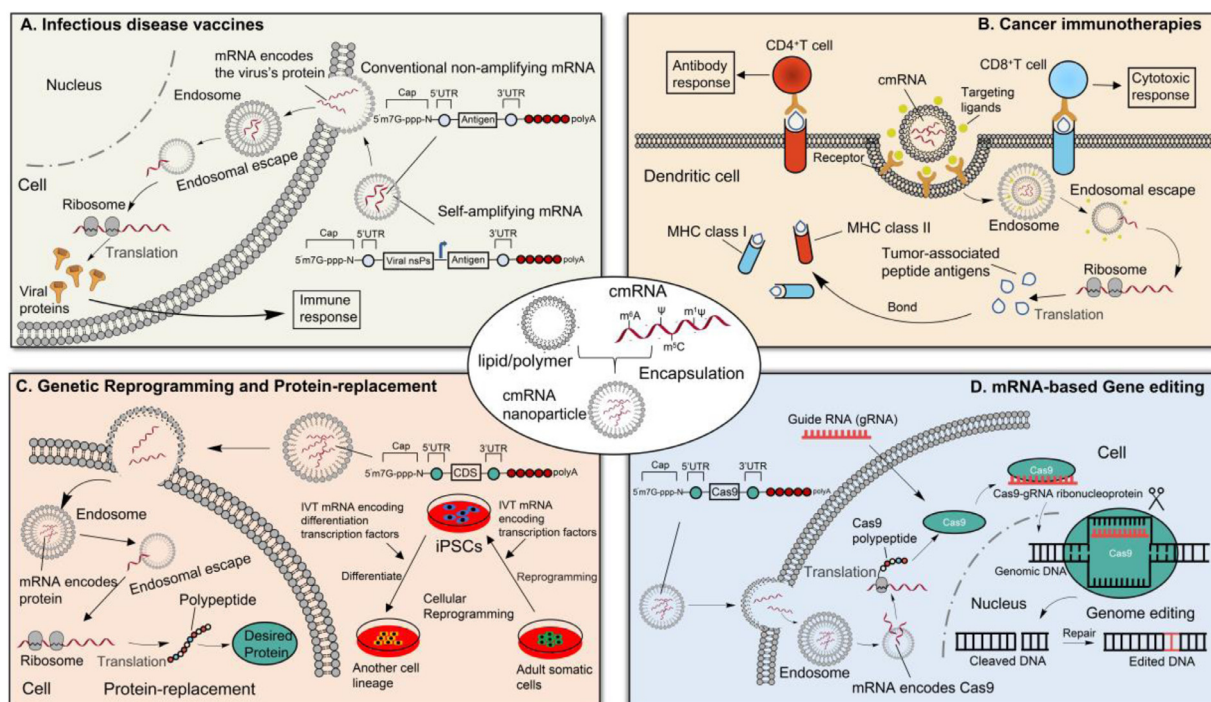 A. Infectious disease vaccines
Nucleus
mRNA encodes
the virus's protein
Endosome
Endosomal escape
Cell
Ribosome
Translation
Viral
proteins
Immune
response
Conventional non-amplifying mRNA
Cap
5'UTR
3'UTR
5'm7G-ppp-N
Antigen
polyA
Self-amplifying mRNA
Cap
5'UTR
3'UTR
5'm7G-ppp-N
Viral nsPs
Antigen
polyA
B. Cancer immunotherapies
CD4+T cell
Antibody
response
cmRNA
Targeting
ligands
CD8+T cell
Cytotoxic
response
Receptor
Dendritic cell
Endosome
Endosomal escape
MHC class I
MHC class II
Tumor-associated
peptide antigens
Ribosome
Bond
Translation
cmRNA
m⁶A
Ψ
m¹Ψ
m⁵C
lipid/polymer
Encapsulation
cmRNA
nanoparticle
C. Genetic Reprogramming and Protein-replacement
Cap
5'UTR
3'UTR
5'm7G-ppp-N
CDS
polyA
Endosome
mRNA encodes
protein
Endosomal escape
Polypeptide
Ribosome
Translation
Desired
Protein
Cell
Protein-replacement
IVT mRNA encoding
differentiation
transcription factors
iPSCs
IVT mRNA
encoding
transcription factors
Differentiate
Reprogramming
Cellular
Reprogramming
Another cell
lineage
Adult somatic
cells
D. mRNA-based Gene editing
Guide RNA (gRNA)
Cap
5'UTR
3'UTR
5'm7G-ppp-N
Cas9
polyA
Cell
Cas9
Cas9-gRNA ribonucleoprotein
Cas9
Cas9
polypeptide
Translation
Cas9
Genomic DNA
Nucleus
Genome editing
Endosome
mRNA encodes Cas9
Cleaved DNA
Repair
Edited DNA